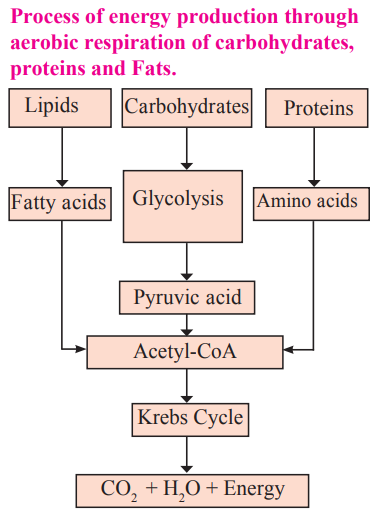 Process of energy production through
aerobic respiration of carbohydrates,
proteins and Fats.
Lipids
Carbohydrates
Proteins
Fatty acids
Glycolysis
Amino acids
Pyruvic acid
Acetyl-CoA
Krebs Cycle
CO₂ + H₂O + Energy